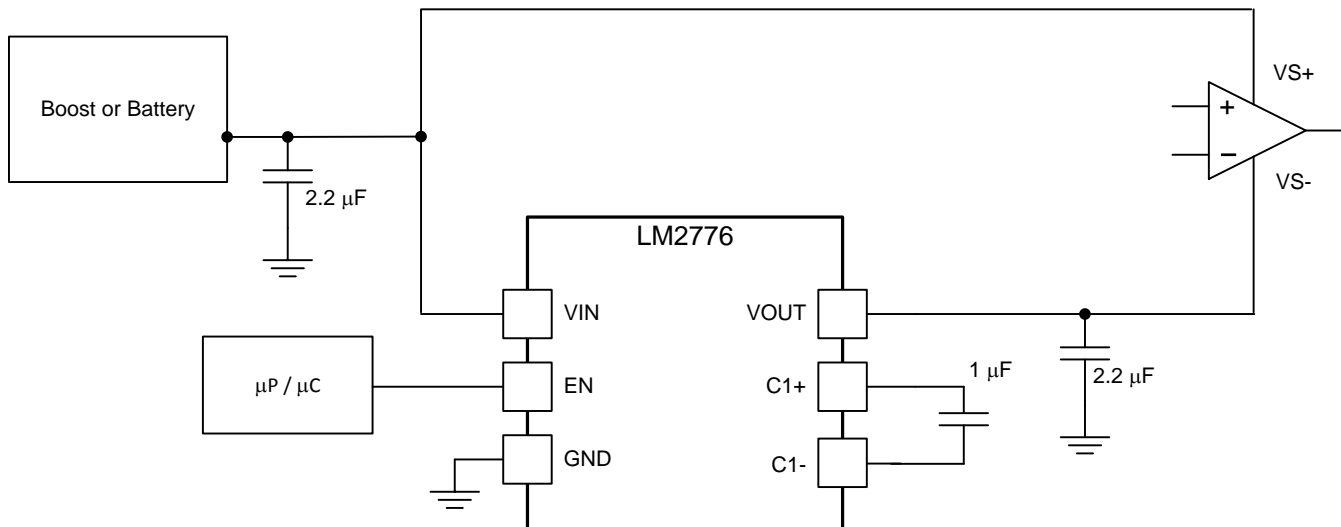 VS+
Boost or Battery
+
−
VS-
2.2 μF
LM2776
VIN
VOUT
1 μF
2.2 μF
μP / μC
EN
C1+
GND
C1-